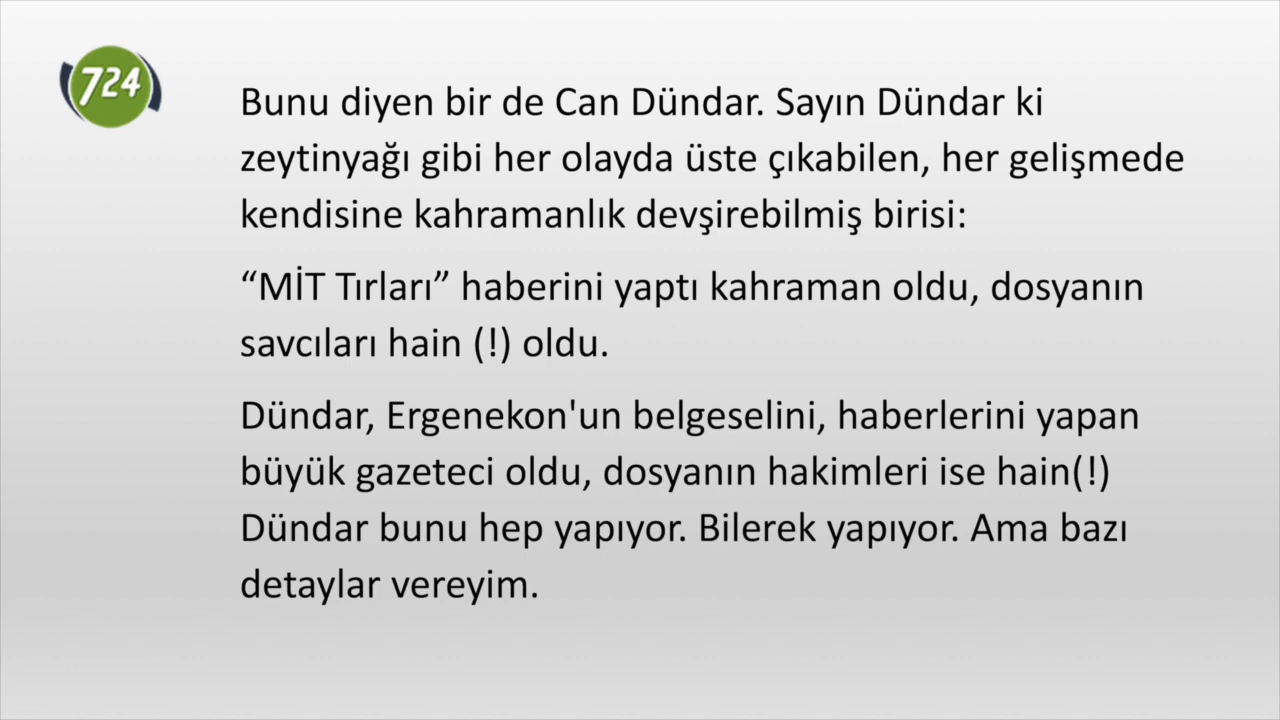 724
Bunu diyen bir de Can Dündar. Sayın Dündar ki
zeytinyağı gibi her olayda üste çıkabilen, her gelişmede
kendisine kahramanlık devşirebilmiş birisi:
“MİT Tırları” haberini yaptı kahraman oldu, dosyanın
savcıları hain (!) oldu.
Dündar, Ergenekon'un belgeselini, haberlerini yapan
büyük gazeteci oldu, dosyanın hakimleri ise hain(!)
Dündar bunu hep yapıyor. Bilerek yapıyor. Ama bazı
detaylar vereyim.